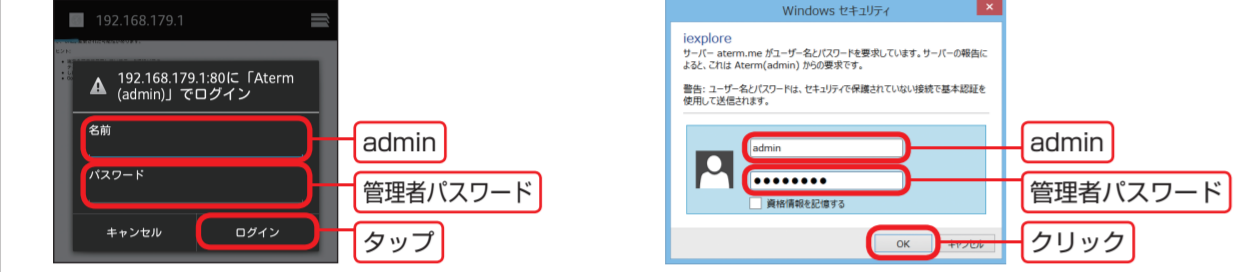 192.168.179.1
192.168.179.1:80に「Aterm
(admin)」でログイン
名前
パスワード
キャンセル
ログイン
admin
管理者パスワード
タップ
Windows セキュリティ
iexplore
サーバー aterm.me がユーザー名とパスワードを要求しています。サーバーの報告に
よると、これは Aterm(admin) からの要求です。
警告: ユーザー名とパスワードは、セキュリティで保護されていない接続で基本認証を
使用して送信されます。
admin
●●●●●●●●
資格情報を記憶する
OK
キャンセル
admin
管理者パスワード
クリック